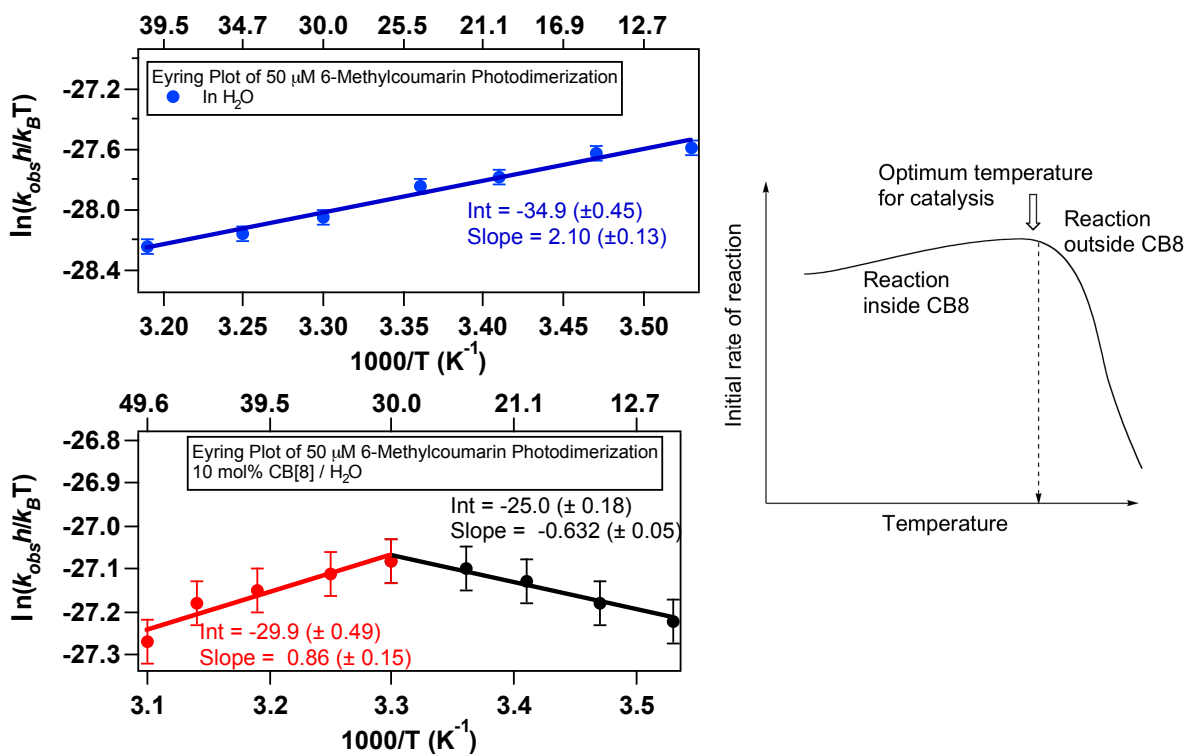 39.5 34.7 30.0 25.5 21.1 16.9 12.7
Eyring Plot of 50 μM 6-Methylcoumarin Photodimerization
In H₂O
ln(k_obs h/k_B T)
-27.2
-27.6
-28.0
-28.4
Int = -34.9 (±0.45)
Slope = 2.10 (±0.13)
3.20 3.25 3.30 3.35 3.40 3.45 3.50
1000/T (K⁻¹)
49.6 39.5 30.0 21.1 12.7
Eyring Plot of 50 μM 6-Methylcoumarin Photodimerization
10 mol% CB[8] / H₂O
ln(k_obs h/k_B T)
-26.8
-26.9
-27.0
-27.1
-27.2
-27.3
Int = -25.0 (± 0.18)
Slope = -0.632 (± 0.05)
Int = -29.9 (± 0.49)
Slope = 0.86 (± 0.15)
3.1 3.2 3.3 3.4 3.5
1000/T (K⁻¹)
Optimum temperature
for catalysis
Reaction
outside CB8
Reaction
inside CB8
Initial rate of reaction
Temperature